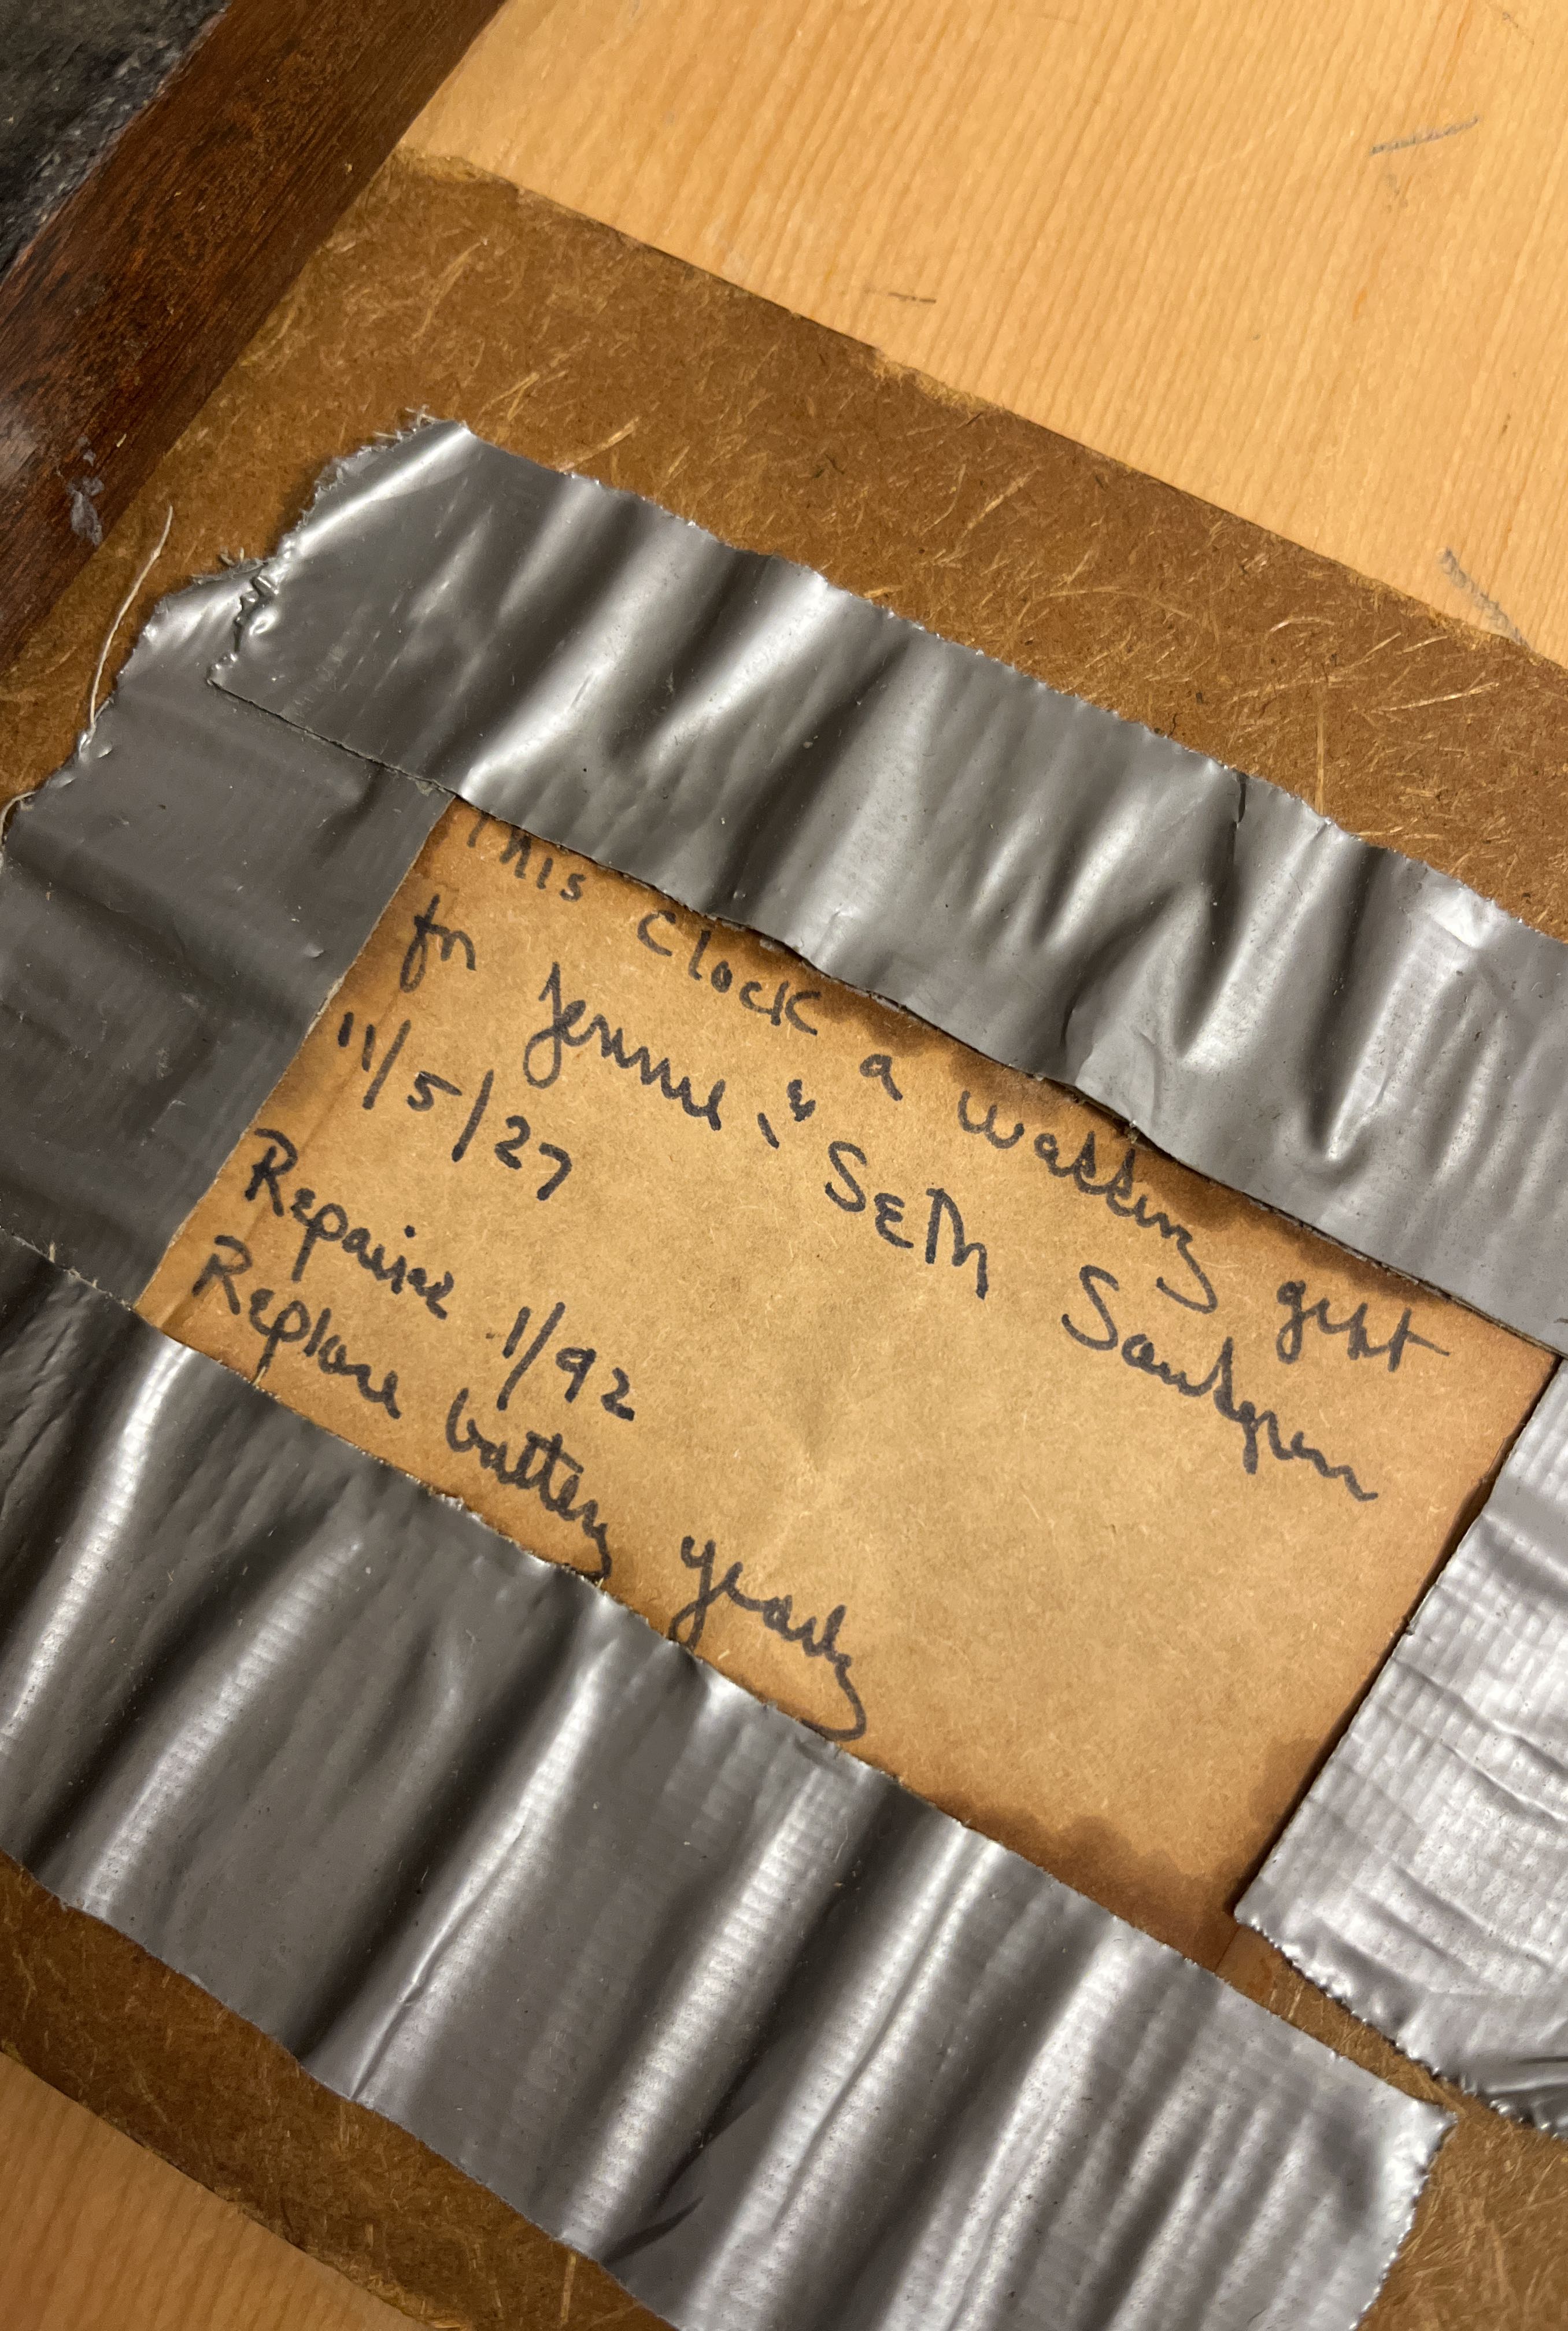 This Clock a wedding gift
for Jennie & SETH Sandgren
11/5/27
Repaired 1/92
Replace battery yearly